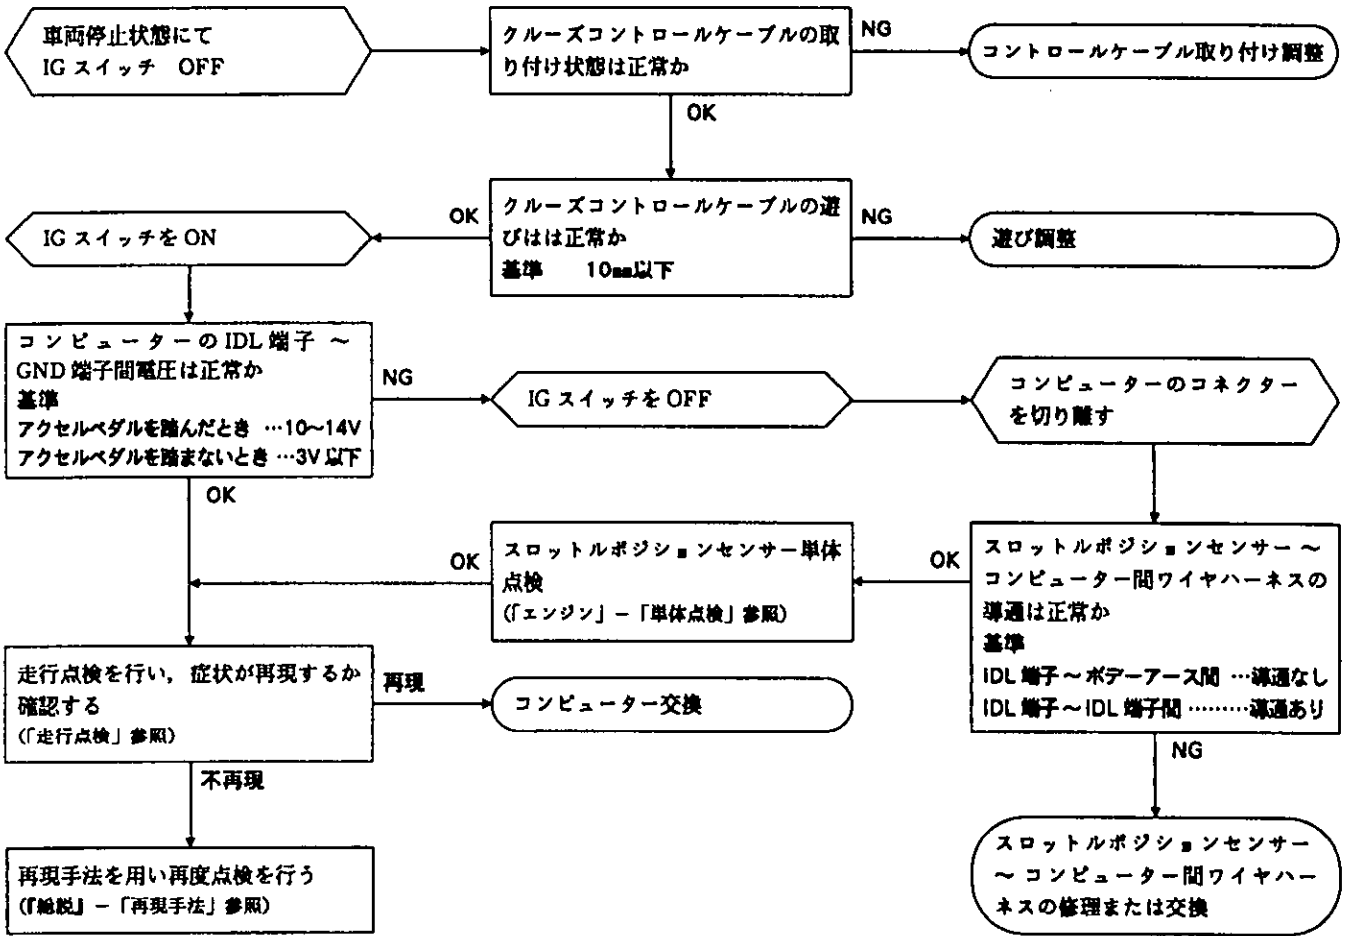 車両停止状態にて
IG スイッチ OFF
クルーズコントロールケーブルの取
り付け状態は正常か
NG
コントロールケーブル取り付け調整
OK
クルーズコントロールケーブルの遊
びはは正常か
基準 10mm以下
OK
IG スイッチを ON
NG
遊び調整
コンピューターの IDL 端子 ～
GND 端子間電圧は正常か
基準
アクセルペダルを踏んだとき …10～14V
アクセルペダルを踏まないとき …3V 以下
NG
IG スイッチを OFF
コンピューターのコネクター
を切り離す
OK
スロットルポジションセンサー ～
コンピューター間ワイヤハーネスの
導通は正常か
基準
IDL 端子 ～ ボデーアース間 …導通なし
IDL 端子 ～ IDL 端子間 ………導通あり
OK
スロットルポジションセンサー単体
点検
(「エンジン」－「単体点検」参照)
OK
NG
走行点検を行い, 症状が再現するか
確認する
(「走行点検」参照)
再現
コンピューター交換
不再現
再現手法を用い再度点検を行う
(『総説』－「再現手法」参照)
スロットルポジションセンサー
～ コンピューター間ワイヤハー
ネスの修理または交換